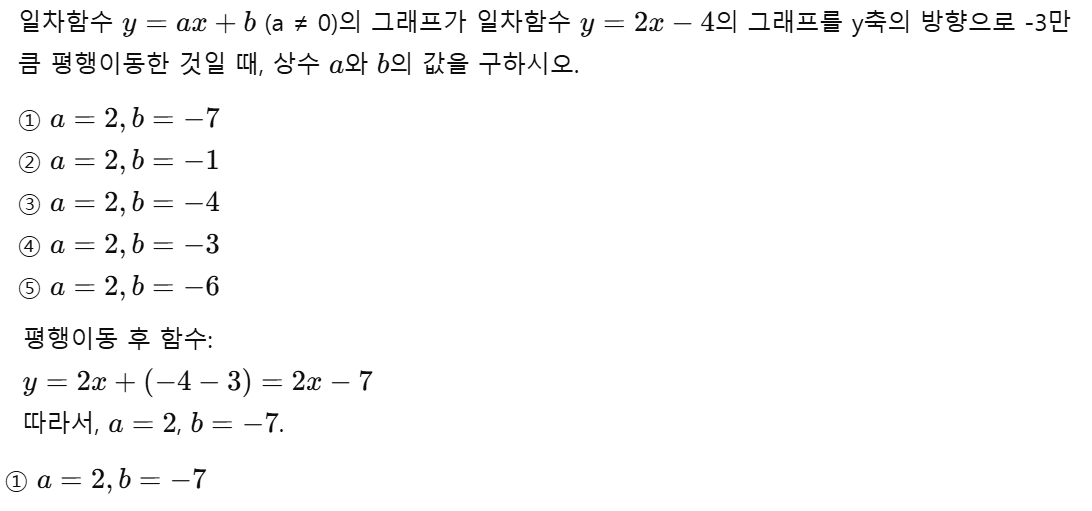 일차함수 y = ax + b (a ≠ 0)의 그래프가 일차함수 y = 2x − 4의 그래프를 y축의 방향으로 -3만
큼 평행이동한 것일 때, 상수 a와 b의 값을 구하시오.
① a = 2, b = −7
② a = 2, b = −1
③ a = 2, b = −4
④ a = 2, b = −3
⑤ a = 2, b = −6
평행이동 후 함수:
y = 2x + (−4 − 3) = 2x − 7
따라서, a = 2, b = −7.
① a = 2, b = −7